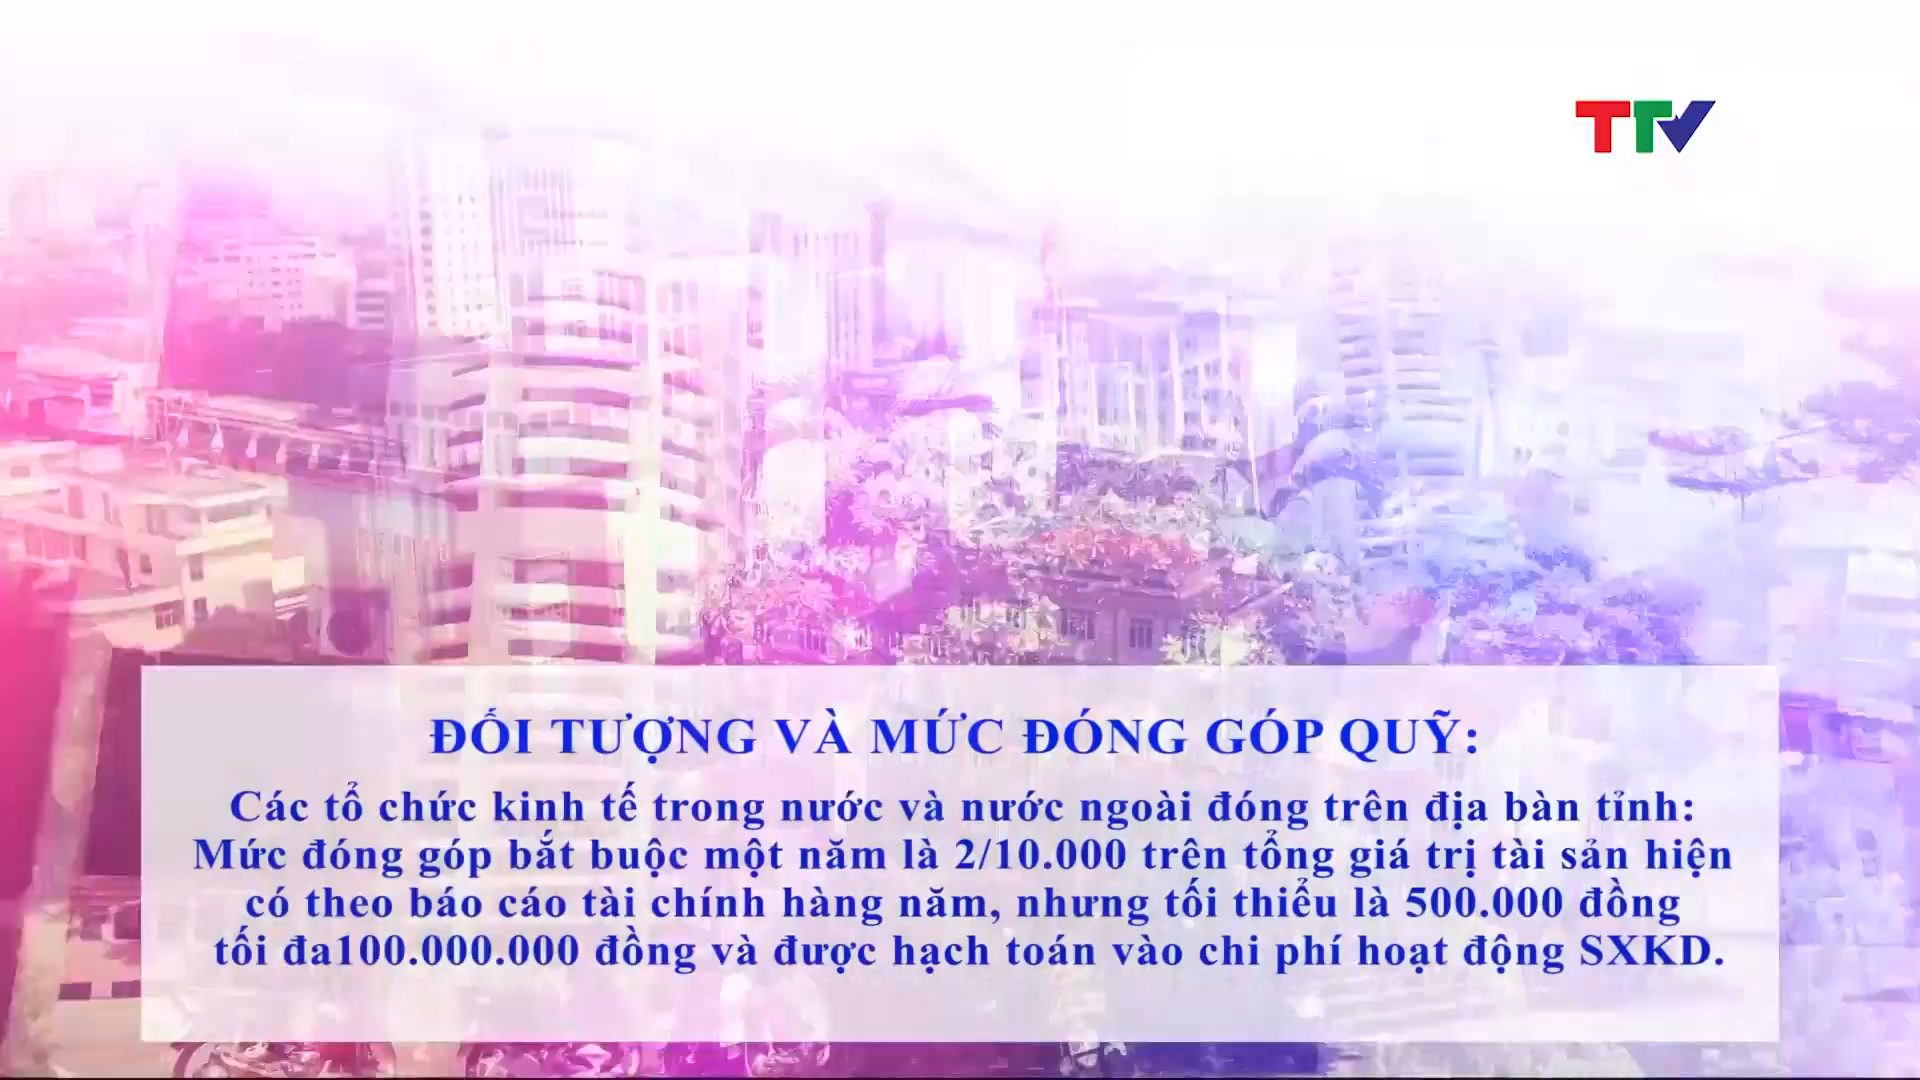 TTV
ĐỐI TƯỢNG VÀ MỨC ĐÓNG GÓP QUỸ:
Các tổ chức kinh tế trong nước và nước ngoài đóng trên địa bàn tỉnh:
Mức đóng góp bắt buộc một năm là 2/10.000 trên tổng giá trị tài sản hiện
có theo báo cáo tài chính hàng năm, nhưng tối thiểu là 500.000 đồng
tối đa100.000.000 đồng và được hạch toán vào chi phí hoạt động SXKD.